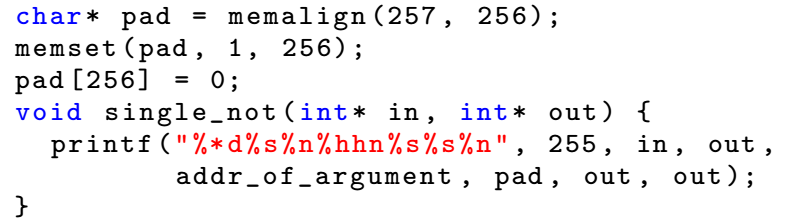 char* pad = memalign(257, 256);
memset(pad, 1, 256);
pad[256] = 0;
void single_not(int* in, int* out) {
printf("%*d%s%n%hhn%s%s%n", 255, in, out,
addr_of_argument, pad, out, out);
}